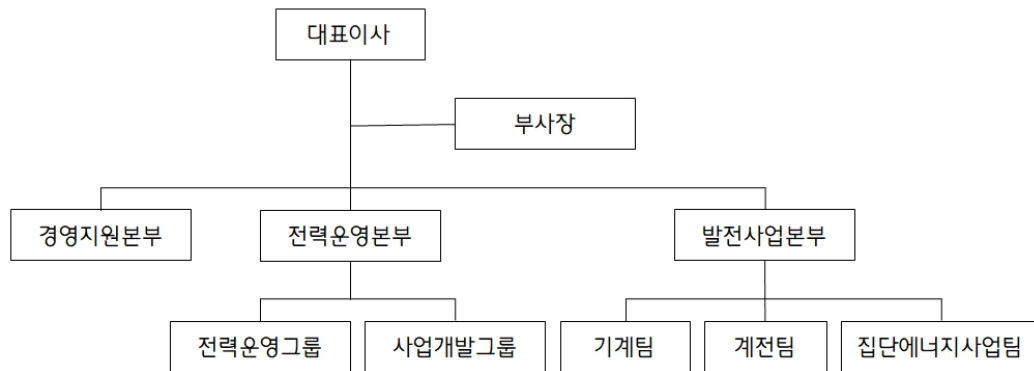 대표이사
부사장
경영지원본부
전력운영본부
발전사업본부
전력운영그룹
사업개발그룹
기계팀
계전팀
집단에너지사업팀